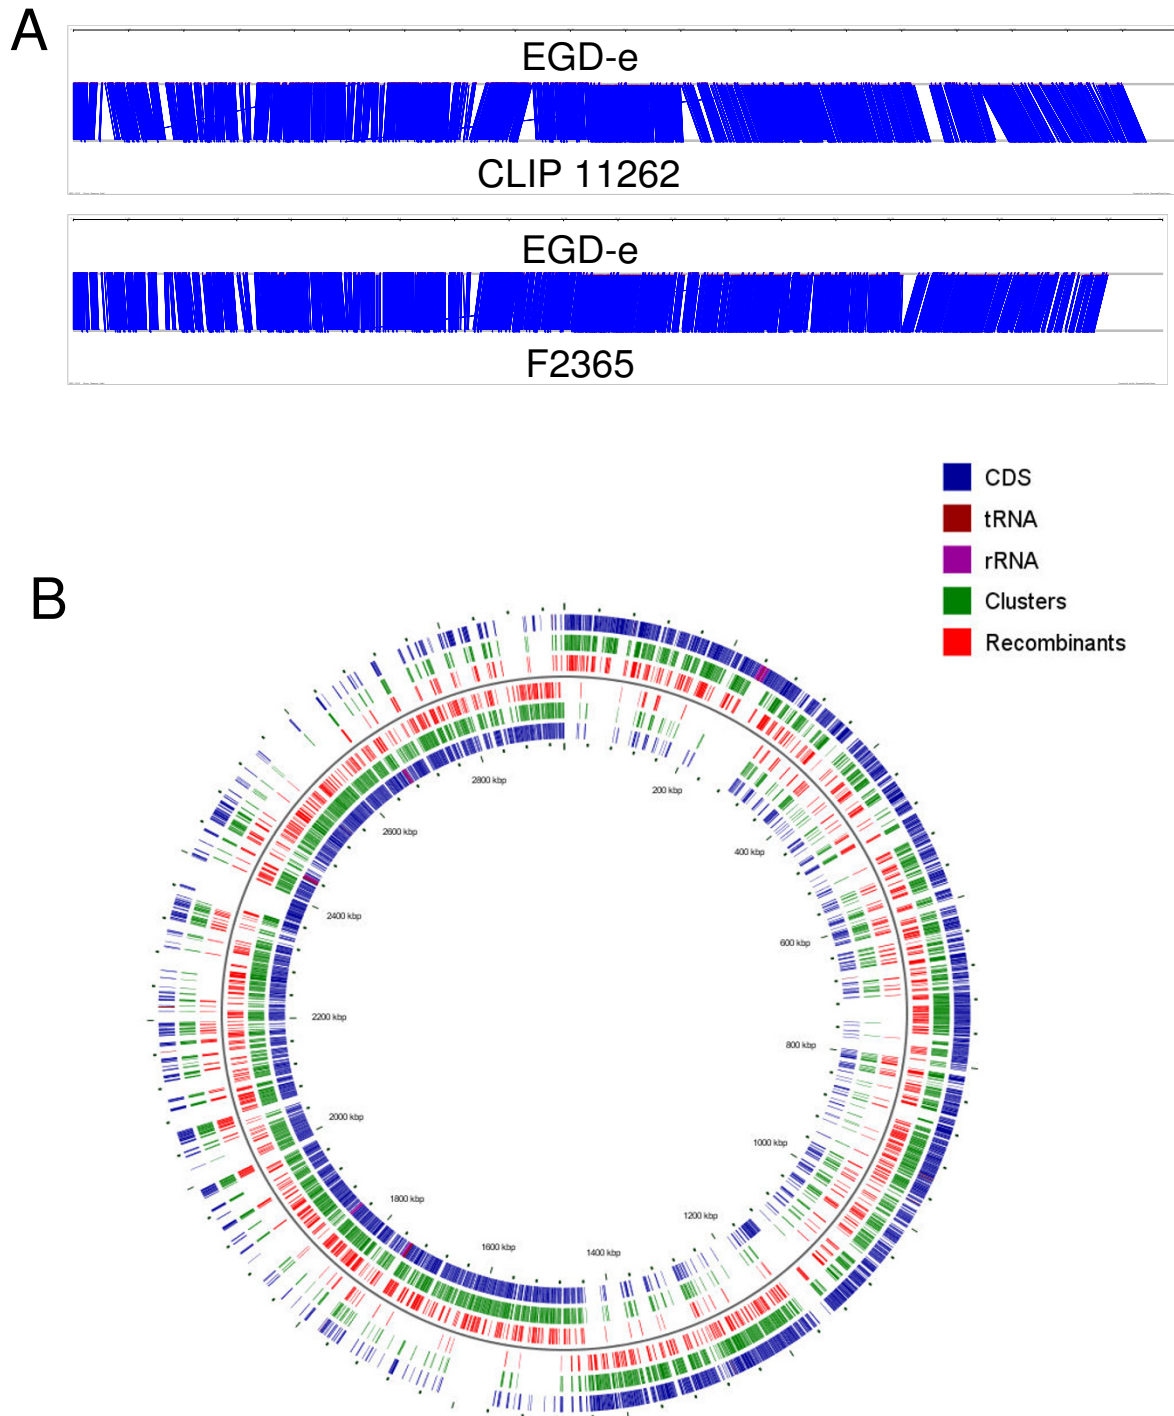 A
EGD-e
CLIP 11262
EGD-e
F2365
CDS
tRNA
rRNA
Clusters
Recombinants
B
2800 kbp
200 kbp
2600 kbp
400 kbp
2400 kbp
600 kbp
2200 kbp
800 kbp
2000 kbp
1000 kbp
1800 kbp
1200 kbp
1600 kbp
1400 kbp